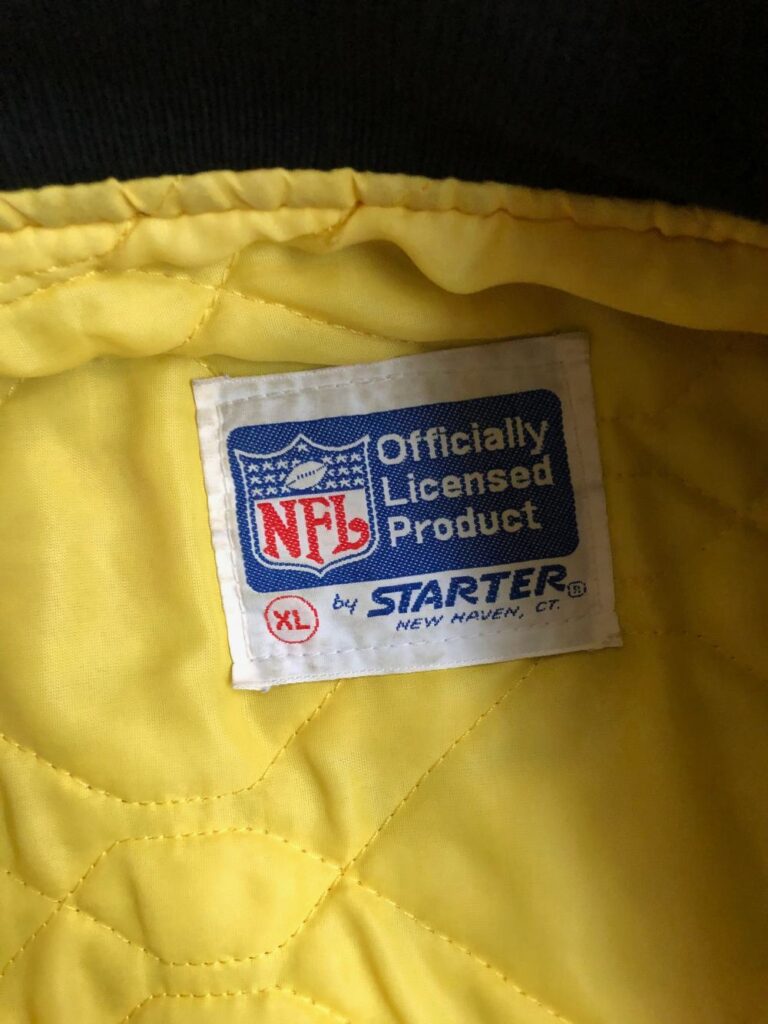 NFL
Officially
Licensed
Product
XL
by STARTER®
NEW HAVEN, CT.